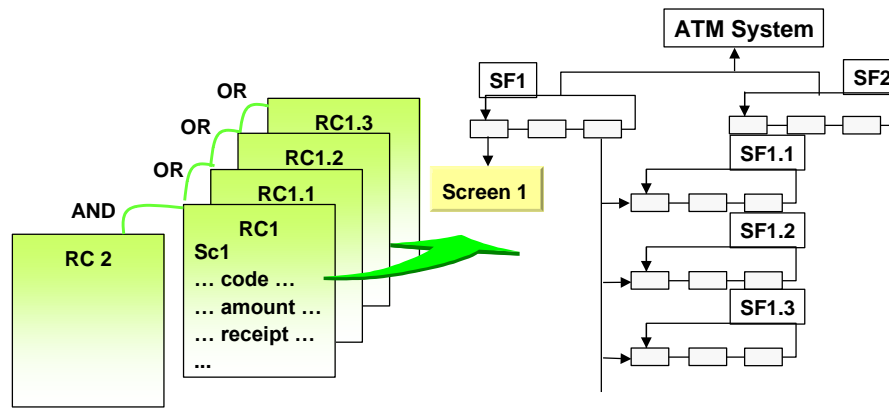 ATM System
SF1
SF2
OR
RC1.3
OR
RC1.2
OR
RC1.1
AND
RC1
Sc1
… code …
… amount …
… receipt …
...
RC 2
Screen 1
SF1.1
SF1.2
SF1.3